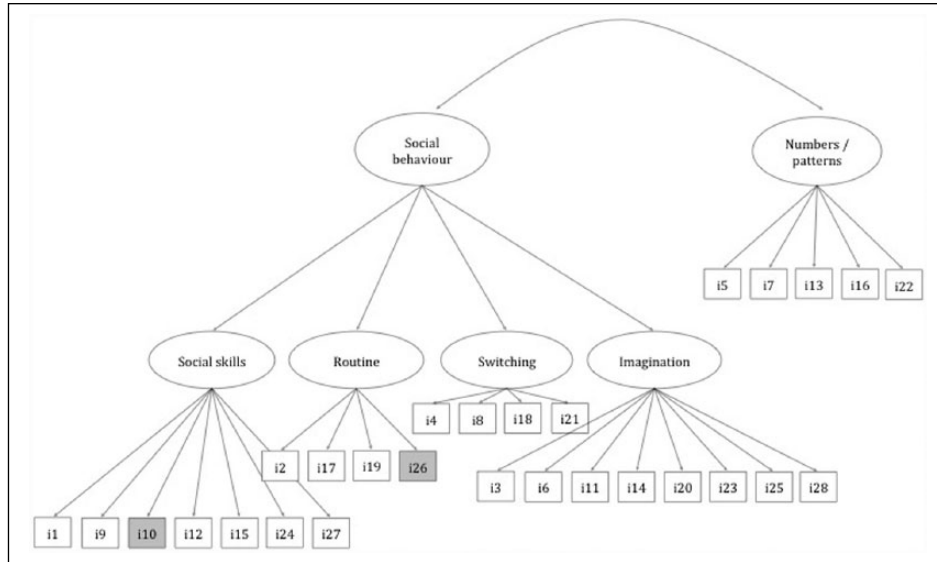 Social
behaviour
Numbers /
patterns
i5 i7 i13 i16 i22
Social skills Routine Switching Imagination
i4 i8 i18 i21
i2 i17 i19 i26
i3 i6 i11 i14 i20 i23 i25 i28
i1 i9 i10 i12 i15 i24 i27